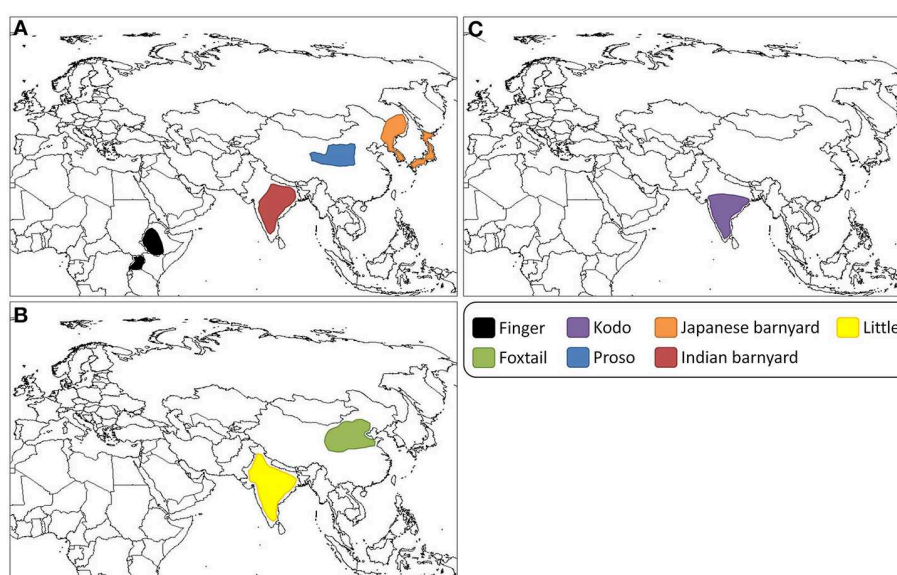 A
C
B
Finger
Kodo
Japanese barnyard
Little
Foxtail
Proso
Indian barnyard